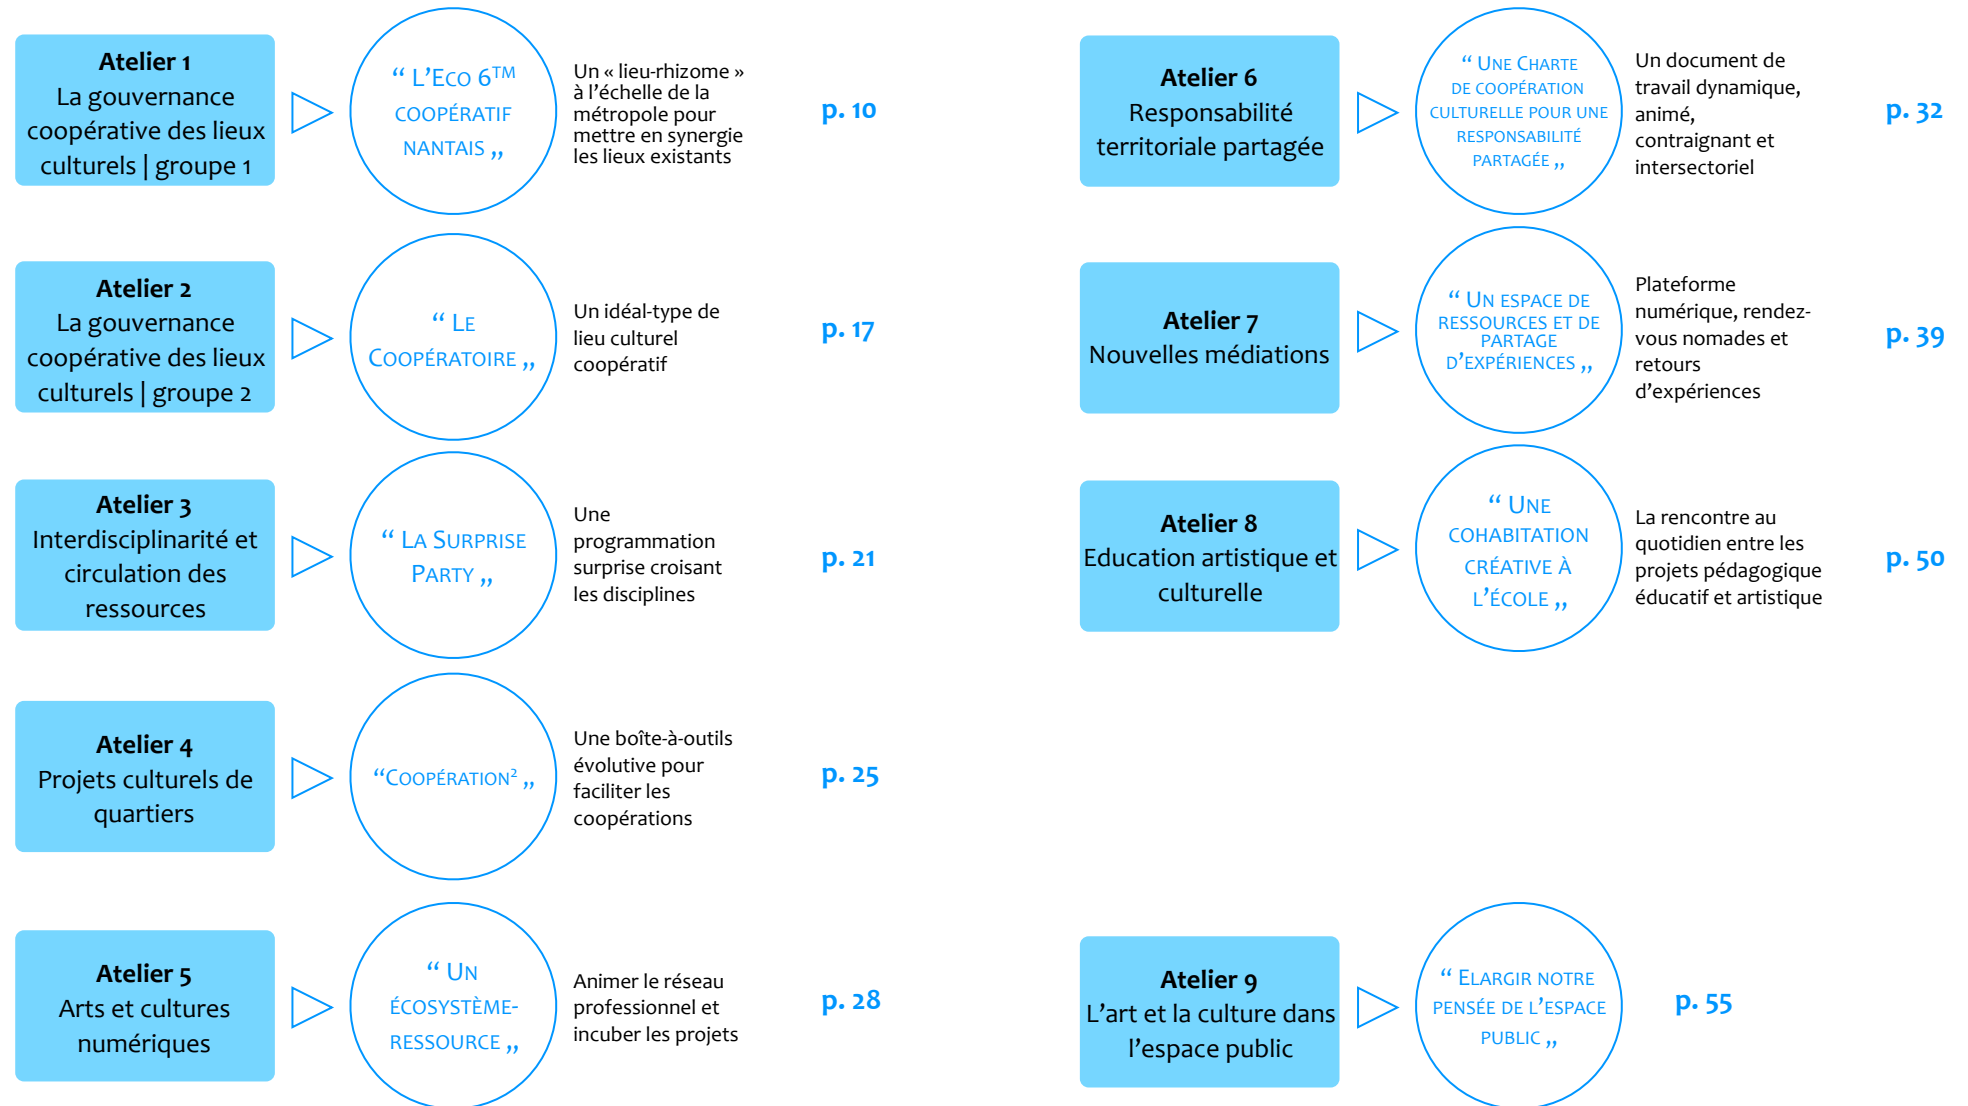 Atelier 1
La gouvernance
coopérative des lieux
culturels | groupe 1
“ L’Eco 6™
coopératif
nantais „
Un « lieu-rhizome »
à l’échelle de la
métropole pour
mettre en synergie
les lieux existants
p. 10
Atelier 2
La gouvernance
coopérative des lieux
culturels | groupe 2
“ Le
Coopératoire „
Un idéal-type de
lieu culturel
coopératif
p. 17
Atelier 3
Interdisciplinarité et
circulation des
ressources
“ La Surprise
Party „
Une
programmation
surprise croisant
les disciplines
p. 21
Atelier 4
Projets culturels de
quartiers
“Coopération² „
Une boîte-à-outils
évolutive pour
faciliter les
coopérations
p. 25
Atelier 5
Arts et cultures
numériques
“ Un
écosystème-
ressource „
Animer le réseau
professionnel et
incuber les projets
p. 28
Atelier 6
Responsabilité
territoriale partagée
“ Une Charte
de coopération
culturelle pour une
responsabilité
partagée „
Un document de
travail dynamique,
animé,
contraignant et
intersectoriel
p. 32
Atelier 7
Nouvelles médiations
“ Un espace de
ressources et de
partage
d’expériences „
Plateforme
numérique, rendez-
vous nomades et
retours
d’expériences
p. 39
Atelier 8
Education artistique et
culturelle
“ Une
cohabitation
créative à
l’école „
La rencontre au
quotidien entre les
projets pédagogique
éducatif et artistique
p. 50
Atelier 9
L’art et la culture dans
l’espace public
“ Elargir notre
pensée de l’espace
public „
p. 55